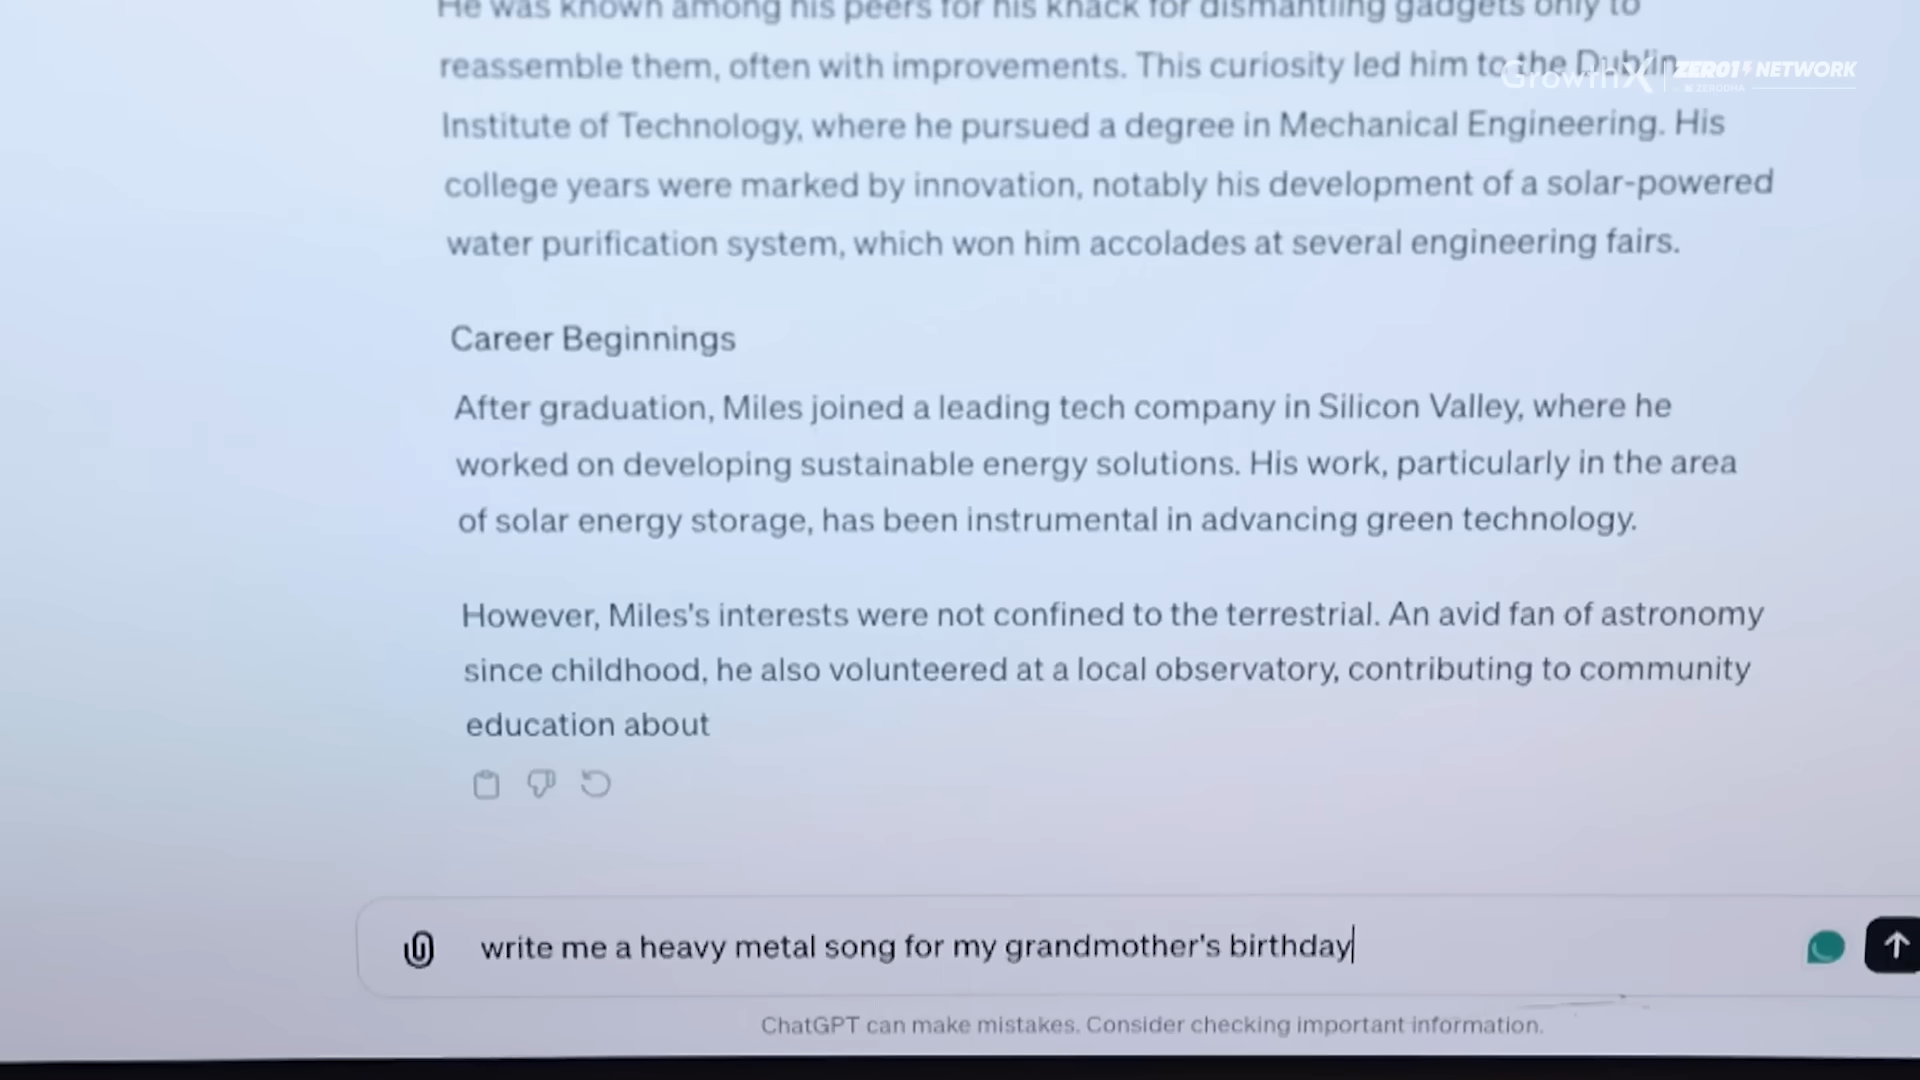 He was known among his peers for his knack for dismantling gadgets only to
reassemble them, often with improvements. This curiosity led him to the Dublin
GrowthX | ZERO1 NETWORK
BY ZERODHA
Institute of Technology, where he pursued a degree in Mechanical Engineering. His
college years were marked by innovation, notably his development of a solar-powered
water purification system, which won him accolades at several engineering fairs.
Career Beginnings
After graduation, Miles joined a leading tech company in Silicon Valley, where he
worked on developing sustainable energy solutions. His work, particularly in the area
of solar energy storage, has been instrumental in advancing green technology.
However, Miles's interests were not confined to the terrestrial. An avid fan of astronomy
since childhood, he also volunteered at a local observatory, contributing to community
education about
write me a heavy metal song for my grandmother's birthday
ChatGPT can make mistakes. Consider checking important information.